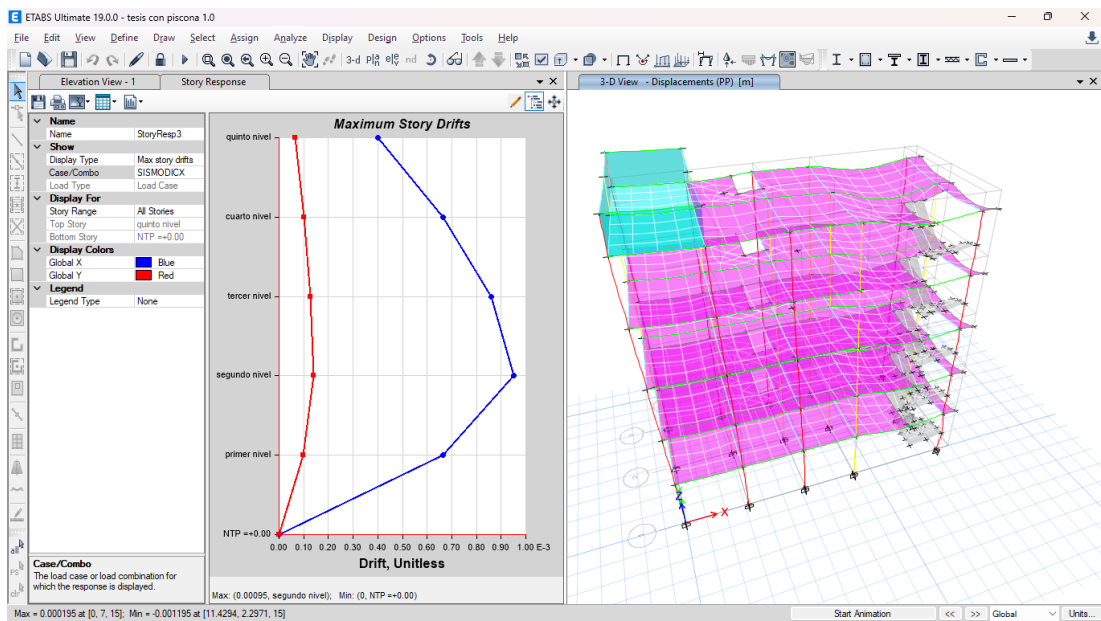 ETABS Ultimate 19.0.0 - tesis con piscona 1.0
File Edit View Define Draw Select Assign Analyze Display Design Options Tools Help
3-d nd
Elevation View - 1 Story Response
Name
Name StoryResp3
Show
Display Type Max story drifts
Case/Combo SISMODICX
Load Type Load Case
Display For
Story Range All Stories
Top Story quinto nivel
Bottom Story NTP =+0.00
Display Colors
Global X Blue
Global Y Red
Legend
Legend Type None
Case/Combo
The load case or load combination for
which the response is displayed.
Maximum Story Drifts
quinto nivel
cuarto nivel
tercer nivel
segundo nivel
primer nivel
NTP =+0.00
0.00 0.10 0.20 0.30 0.40 0.50 0.60 0.70 0.80 0.90 1.00 E-3
Drift, Unitless
Max: (0.00095, segundo nivel); Min: (0, NTP =+0.00)
3-D View - Displacements (PP) [m]
Z
X
all
Max = 0.000195 at [0, 7, 15]; Min = -0.001195 at [11.4294, 2.2971, 15]
Start Animation << >> Global Units...